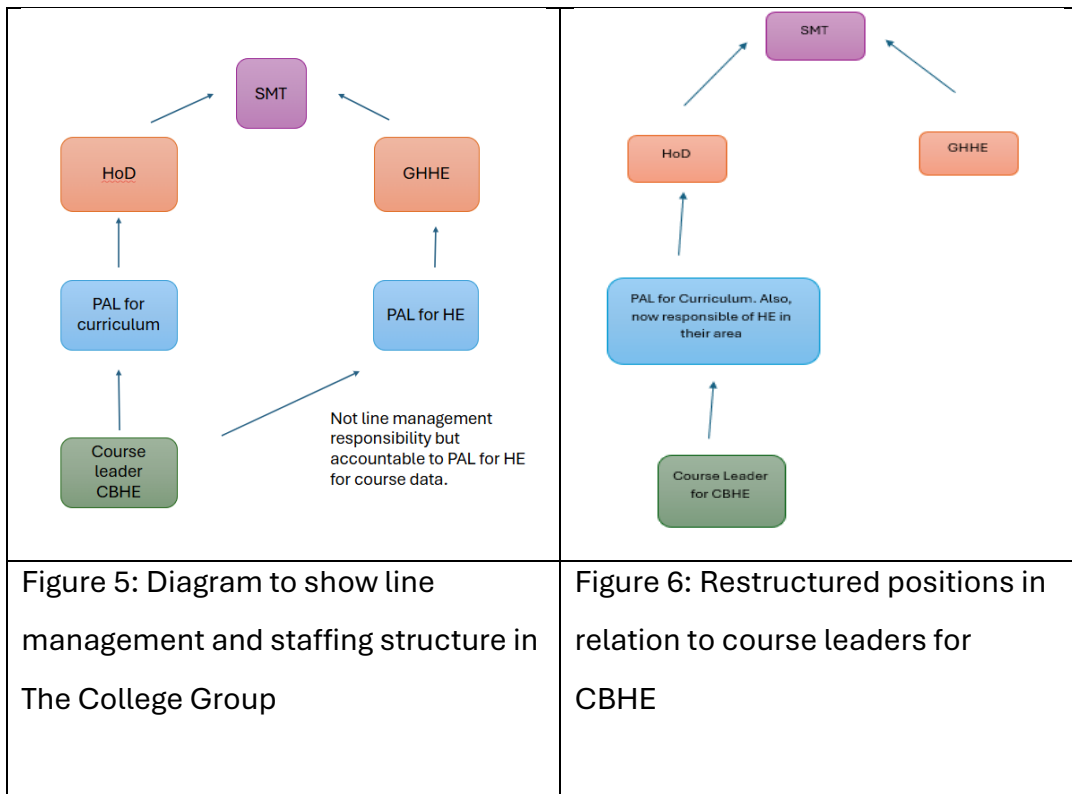 SMT
HoD
GHHE
PAL for
curriculum
PAL for HE
Not line management
responsibility but
accountable to PAL for HE
for course data.
Course
leader
CBHE
Figure 5: Diagram to show line
management and staffing structure in
The College Group
SMT
HoD
GHHE
PAL for Curriculum. Also,
now responsible of HE in
their area
Course Leader
for CBHE
Figure 6: Restructured positions in
relation to course leaders for
CBHE